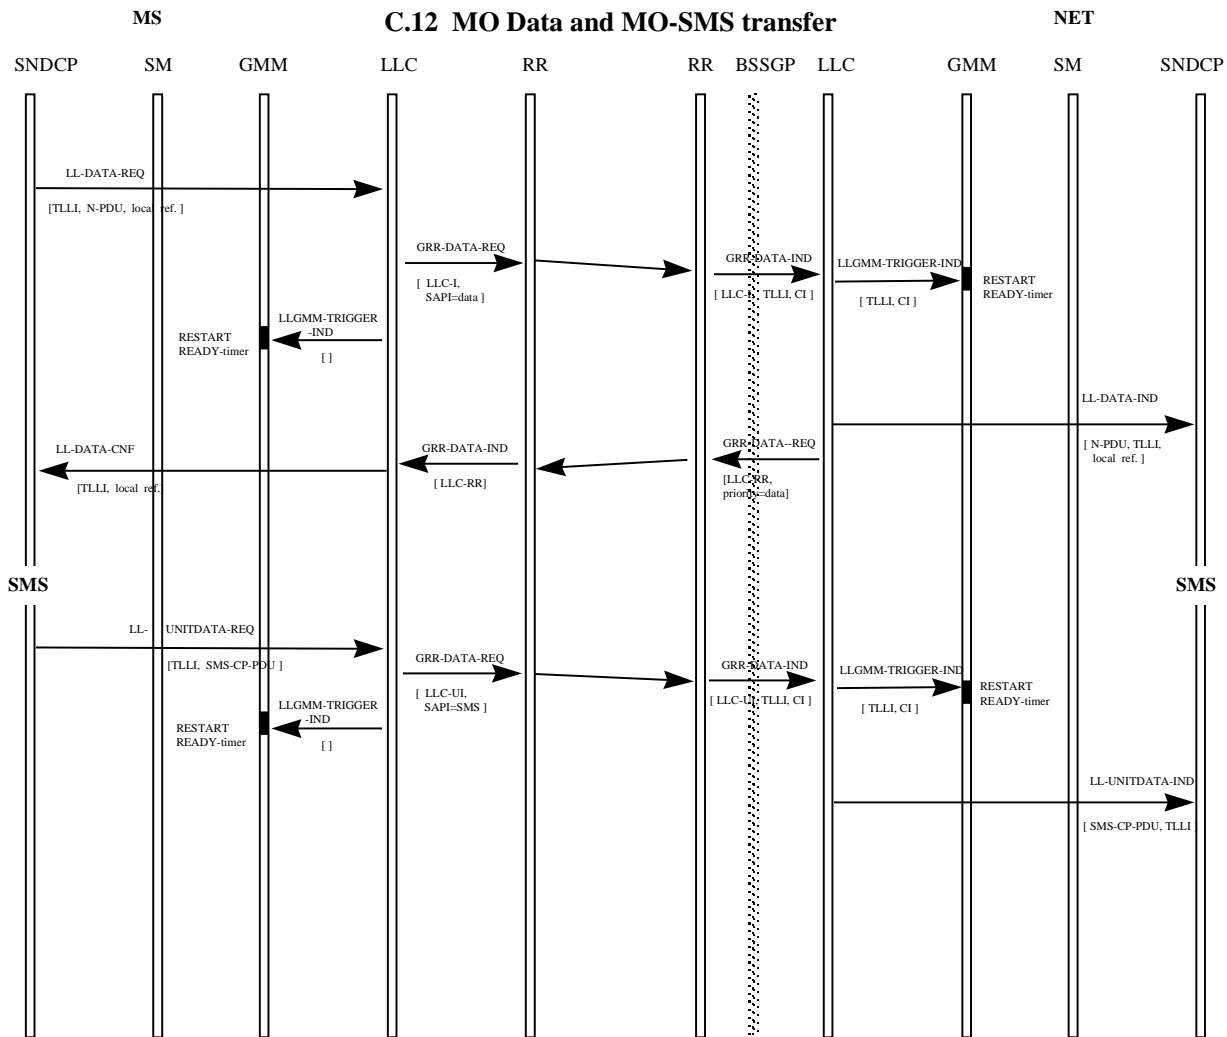 MS
C.12 MO Data and MO-SMS transfer
NET
SNDCP SM GMM LLC RR RR BSSGP LLC GMM SM SNDCP
LL-DATA-REQ
[TLLI, N-PDU, local ref. ]
GRR-DATA-REQ
[ LLC-I,
SAPI=data ]
GRR-DATA-IND
[ LLC-I, TLLI, CI ]
LLGMM-TRIGGER-IND
[ TLLI, CI ]
RESTART
READY-timer
LLGMM-TRIGGER
-IND
[ ]
RESTART
READY-timer
LL-DATA-IND
[ N-PDU, TLLI,
local ref. ]
GRR-DATA--REQ
[LLC-RR,
priority=data]
GRR-DATA-IND
[ LLC-RR]
LL-DATA-CNF
[TLLI, local ref.]
SMS
SMS
LL- UNITDATA-REQ
[TLLI, SMS-CP-PDU ]
GRR-DATA-REQ
[ LLC-UI,
SAPI=SMS ]
GRR-DATA-IND
[ LLC-UI, TLLI, CI ]
LLGMM-TRIGGER-IND
[ TLLI, CI ]
RESTART
READY-timer
LLGMM-TRIGGER
-IND
[ ]
RESTART
READY-timer
LL-UNITDATA-IND
[ SMS-CP-PDU, TLLI ]